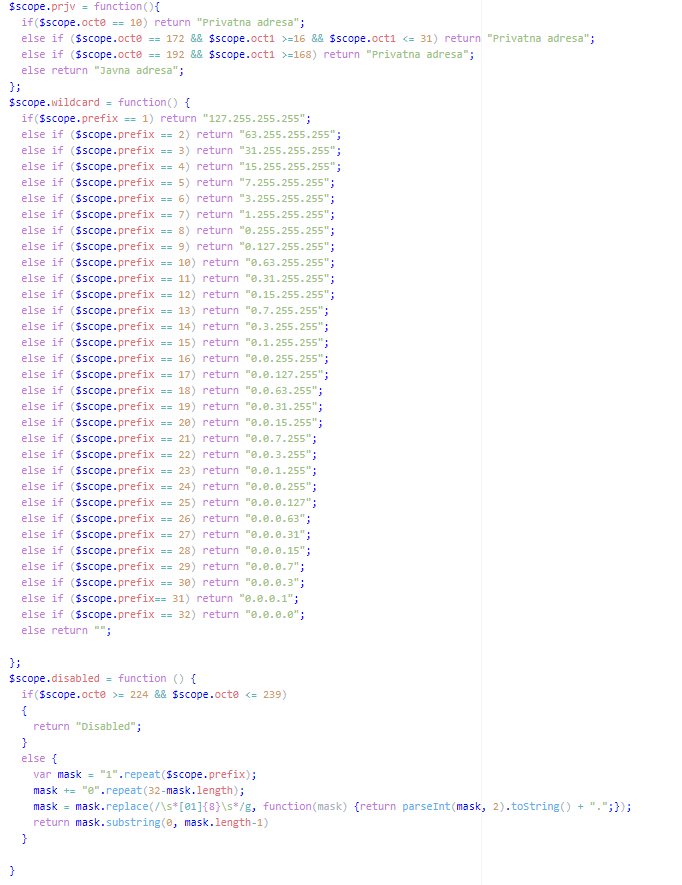 $scope.prjv = function(){
if($scope.oct0 == 10) return "Privatna adresa";
else if ($scope.oct0 == 172 && $scope.oct1 >=16 && $scope.oct1 <= 31) return "Privatna adresa";
else if ($scope.oct0 == 192 && $scope.oct1 >=168) return "Privatna adresa";
else return "Javna adresa";
};
$scope.wildcard = function() {
if($scope.prefix == 1) return "127.255.255.255";
else if ($scope.prefix == 2) return "63.255.255.255";
else if ($scope.prefix == 3) return "31.255.255.255";
else if ($scope.prefix == 4) return "15.255.255.255";
else if ($scope.prefix == 5) return "7.255.255.255";
else if ($scope.prefix == 6) return "3.255.255.255";
else if ($scope.prefix == 7) return "1.255.255.255";
else if ($scope.prefix == 8) return "0.255.255.255";
else if ($scope.prefix == 9) return "0.127.255.255";
else if ($scope.prefix == 10) return "0.63.255.255";
else if ($scope.prefix == 11) return "0.31.255.255";
else if ($scope.prefix == 12) return "0.15.255.255";
else if ($scope.prefix == 13) return "0.7.255.255";
else if ($scope.prefix == 14) return "0.3.255.255";
else if ($scope.prefix == 15) return "0.1.255.255";
else if ($scope.prefix == 16) return "0.0.255.255";
else if ($scope.prefix == 17) return "0.0.127.255";
else if ($scope.prefix == 18) return "0.0.63.255";
else if ($scope.prefix == 19) return "0.0.31.255";
else if ($scope.prefix == 20) return "0.0.15.255";
else if ($scope.prefix == 21) return "0.0.7.255";
else if ($scope.prefix == 22) return "0.0.3.255";
else if ($scope.prefix == 23) return "0.0.1.255";
else if ($scope.prefix == 24) return "0.0.0.255";
else if ($scope.prefix == 25) return "0.0.0.127";
else if ($scope.prefix == 26) return "0.0.0.63";
else if ($scope.prefix == 27) return "0.0.0.31";
else if ($scope.prefix == 28) return "0.0.0.15";
else if ($scope.prefix == 29) return "0.0.0.7";
else if ($scope.prefix == 30) return "0.0.0.3";
else if ($scope.prefix== 31) return "0.0.0.1";
else if ($scope.prefix == 32) return "0.0.0.0";
else return "";
};
$scope.disabled = function () {
if($scope.oct0 >= 224 && $scope.oct0 <= 239)
{
return "Disabled";
}
else {
var mask = "1".repeat($scope.prefix);
mask += "0".repeat(32-mask.length);
mask = mask.replace(/\s*[01]{8}\s*/g, function(mask) {return parseInt(mask, 2).toString() + ".";});
return mask.substring(0, mask.length-1)
}
}